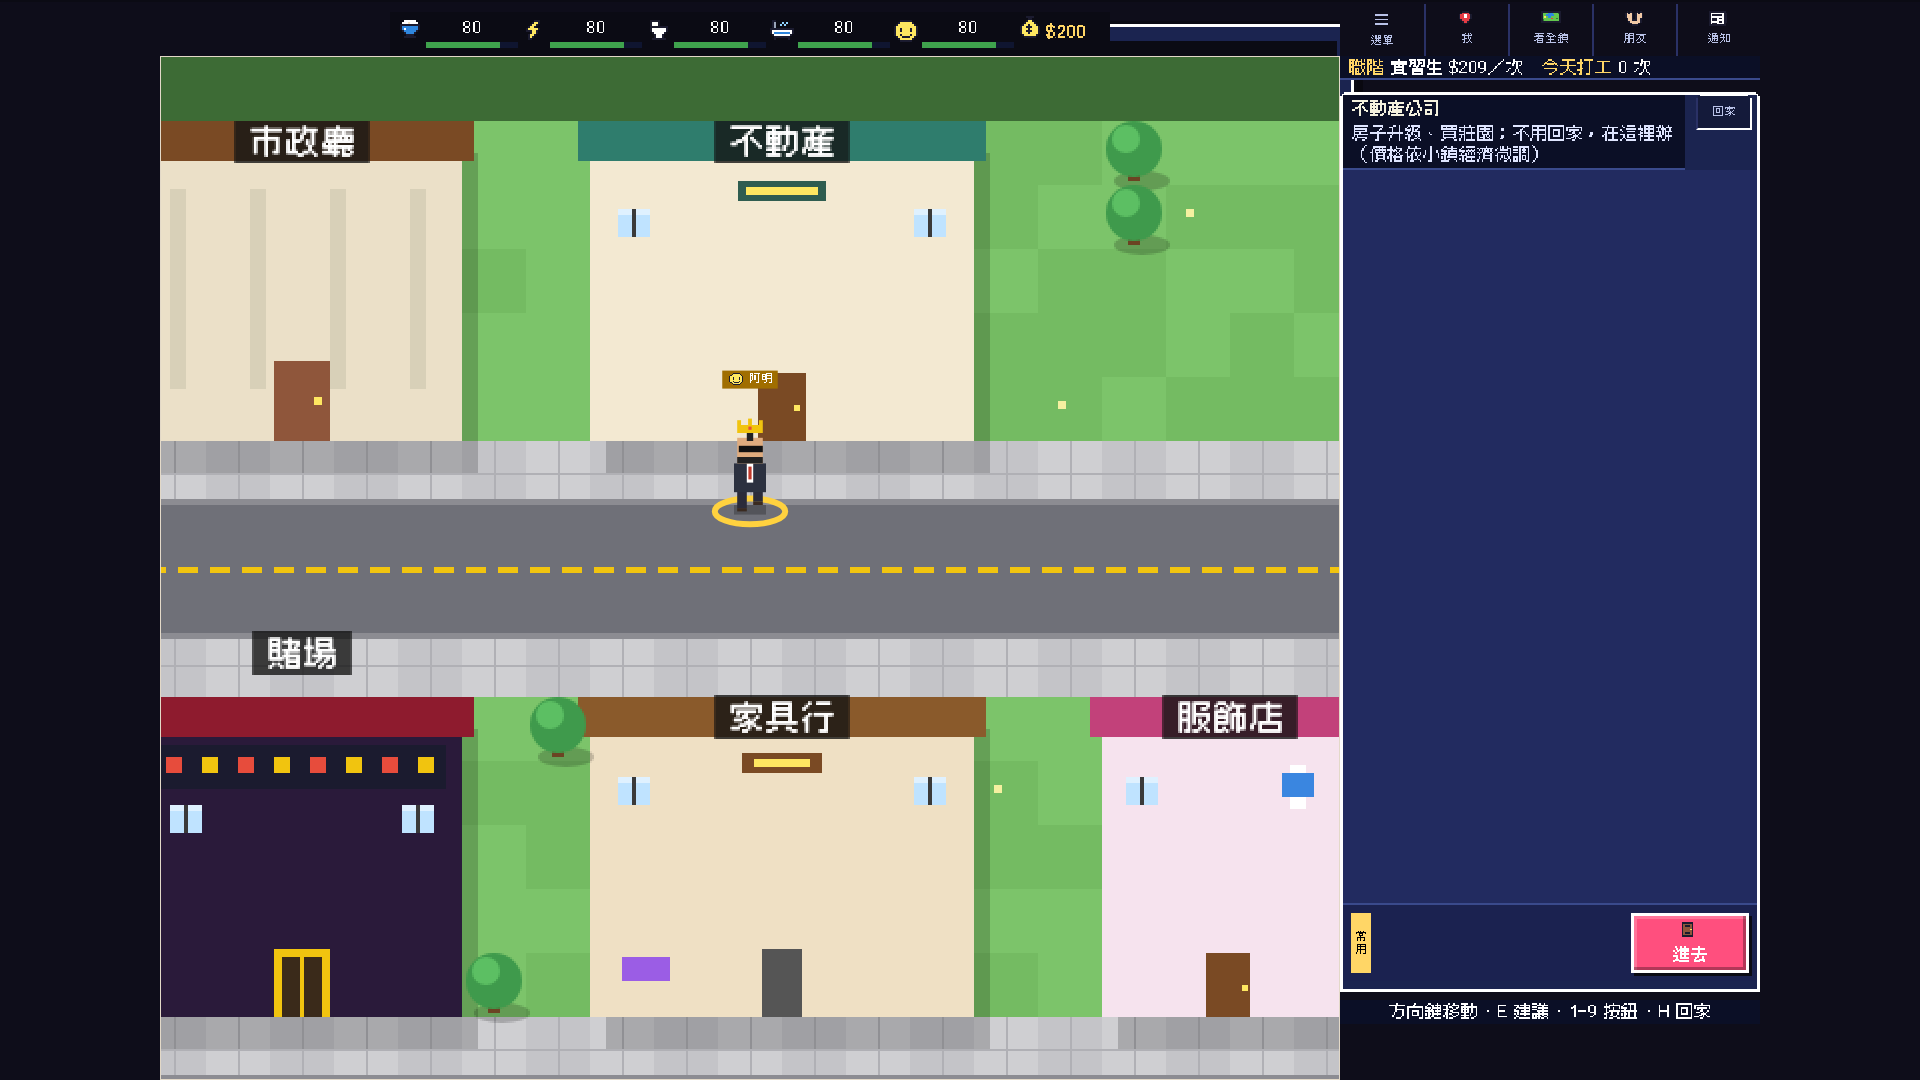 80 80 80 80 80 $200
選單 我 看全鎮 朋友 通知
職階 實習生 $209／次 今天打工 0 次
不動產公司
房子升級、買莊園；不用回家，在這裡辦
（價格依小鎮經濟微調）
回家
市政廳
不動産
阿明
賭場
家具行
服飾店
常用
進去
方向鍵移動 · E 建議 · 1-9 按鈕 · H 回家